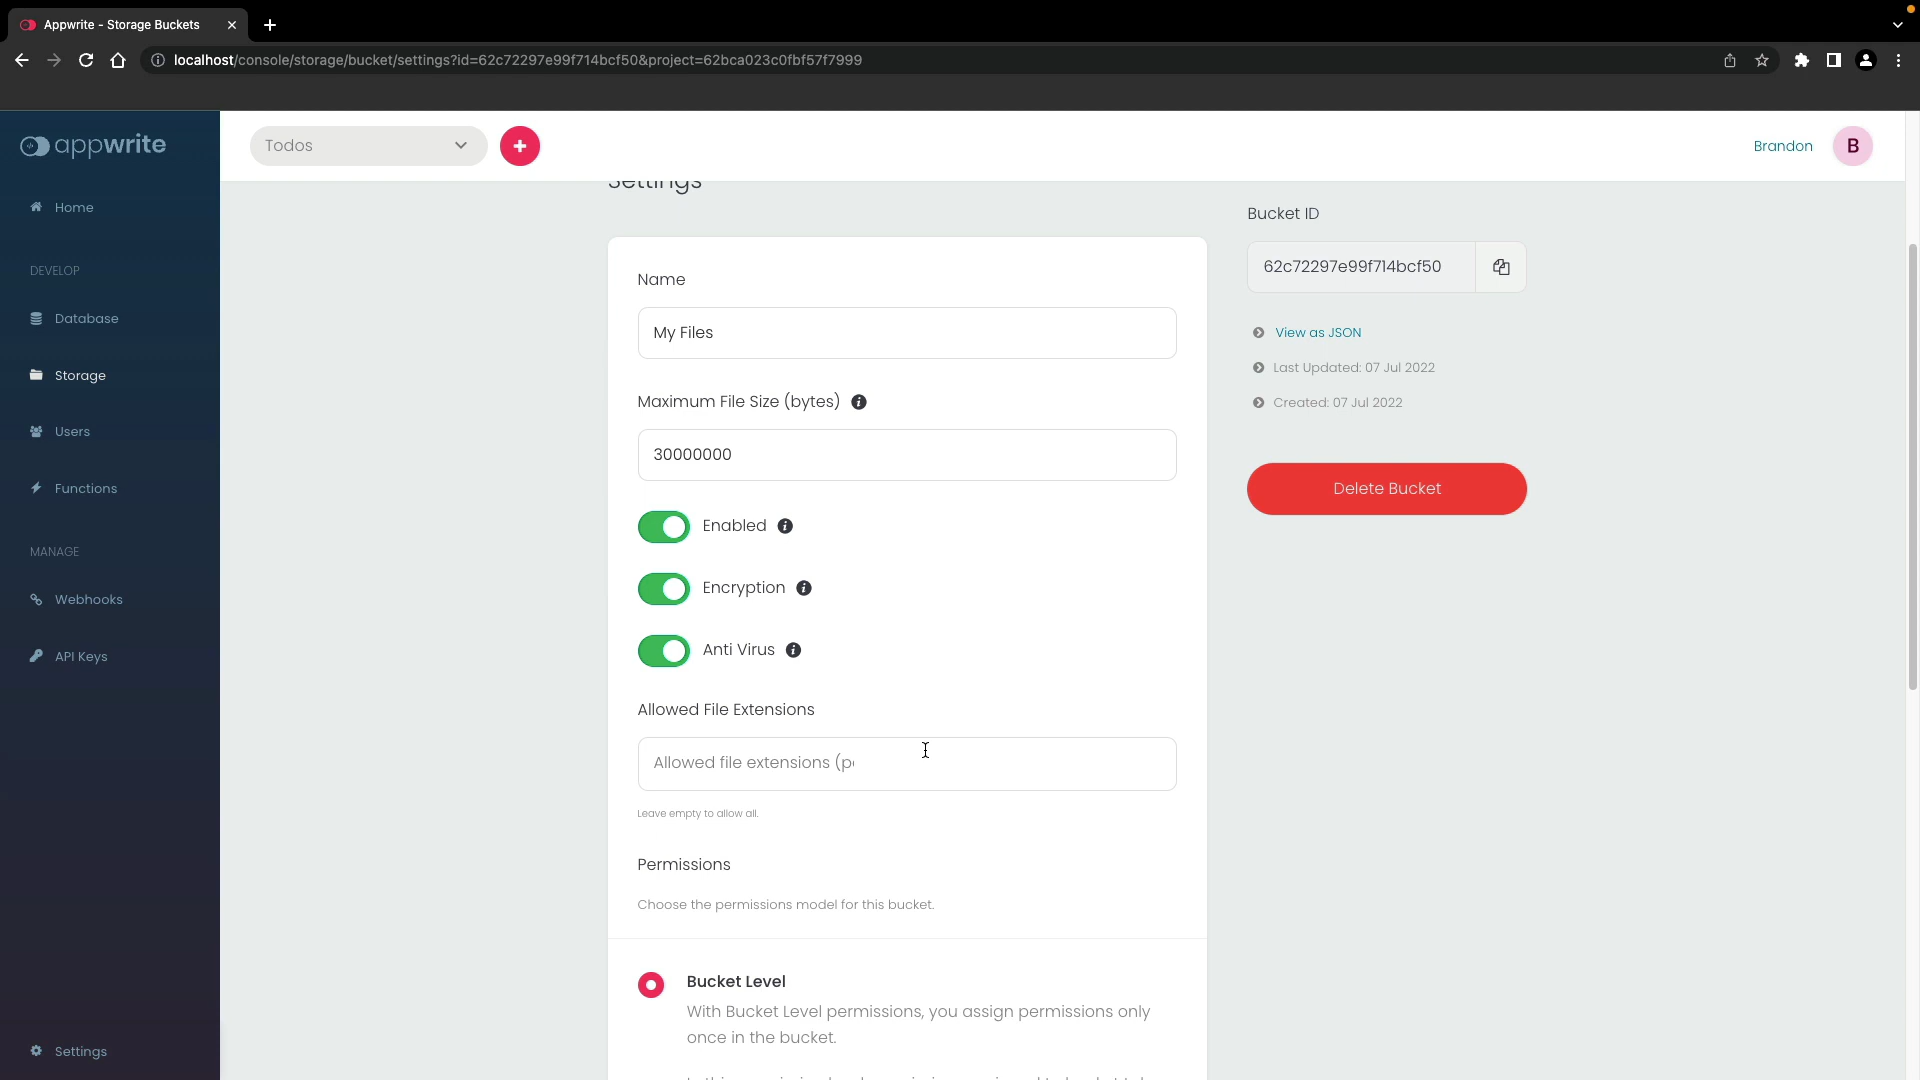 Appwrite - Storage Buckets
localhost/console/storage/bucket/settings?id=62c72297e99f714bcf50&project=62bca023c0fbf57f7999
appwrite
Todos
Brandon
B
Home
DEVELOP
Database
Storage
Users
Functions
MANAGE
Webhooks
API Keys
Settings
Settings
Name
My Files
Maximum File Size (bytes)
30000000
Enabled
Encryption
Anti Virus
Allowed File Extensions
Allowed file extensions (p
Leave empty to allow all.
Permissions
Choose the permissions model for this bucket.
Bucket Level
With Bucket Level permissions, you assign permissions only
once in the bucket.
Bucket ID
62c72297e99f714bcf50
View as JSON
Last Updated: 07 Jul 2022
Created: 07 Jul 2022
Delete Bucket